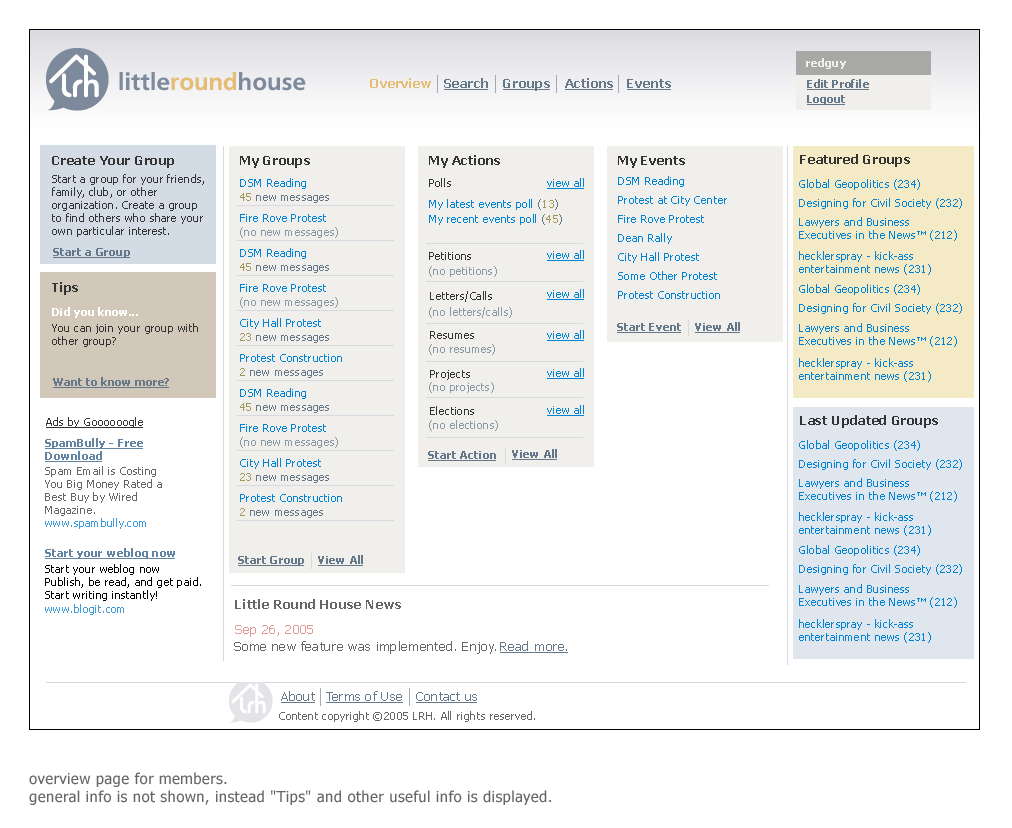 lrh littleroundhouse
Overview
Search
Groups
Actions
Events
redguy
Edit Profile
Logout
Create Your Group
Start a group for your friends,
family, club, or other
organization. Create a group
to find others who share your
own particular interest.
Start a Group
Tips
Did you know...
You can join your group with
other group?
Want to know more?
Ads by Goooooogle
SpamBully - Free
Download
Spam Email is Costing
You Big Money Rated a
Best Buy by Wired
Magazine.
www.spambully.com
Start your weblog now
Start your weblog now
Publish, be read, and get paid.
Start writing instantly!
www.blogit.com
My Groups
DSM Reading
45 new messages
Fire Rove Protest
(no new messages)
DSM Reading
45 new messages
Fire Rove Protest
(no new messages)
City Hall Protest
23 new messages
Protest Construction
2 new messages
DSM Reading
45 new messages
Fire Rove Protest
(no new messages)
City Hall Protest
23 new messages
Protest Construction
2 new messages
Start Group
View All
My Actions
Polls view all
My latest events poll (13)
My recent events poll (45)
Petitions view all
(no petitions)
Letters/Calls view all
(no letters/calls)
Resumes view all
(no resumes)
Projects view all
(no projects)
Elections view all
(no elections)
Start Action
View All
My Events
DSM Reading
Protest at City Center
Fire Rove Protest
Dean Rally
City Hall Protest
Some Other Protest
Protest Construction
Start Event
View All
Featured Groups
Global Geopolitics (234)
Designing for Civil Society (232)
Lawyers and Business
Executives in the News™ (212)
hecklerspray - kick-ass
entertainment news (231)
Global Geopolitics (234)
Designing for Civil Society (232)
Lawyers and Business
Executives in the News™ (212)
hecklerspray - kick-ass
entertainment news (231)
Last Updated Groups
Global Geopolitics (234)
Designing for Civil Society (232)
Lawyers and Business
Executives in the News™ (212)
hecklerspray - kick-ass
entertainment news (231)
Global Geopolitics (234)
Designing for Civil Society (232)
Lawyers and Business
Executives in the News™ (212)
hecklerspray - kick-ass
entertainment news (231)
Little Round House News
Sep 26, 2005
Some new feature was implemented. Enjoy. Read more.
lrh
About
Terms of Use
Contact us
Content copyright ©2005 LRH. All rights reserved.
overview page for members.
general info is not shown, instead "Tips" and other useful info is displayed.